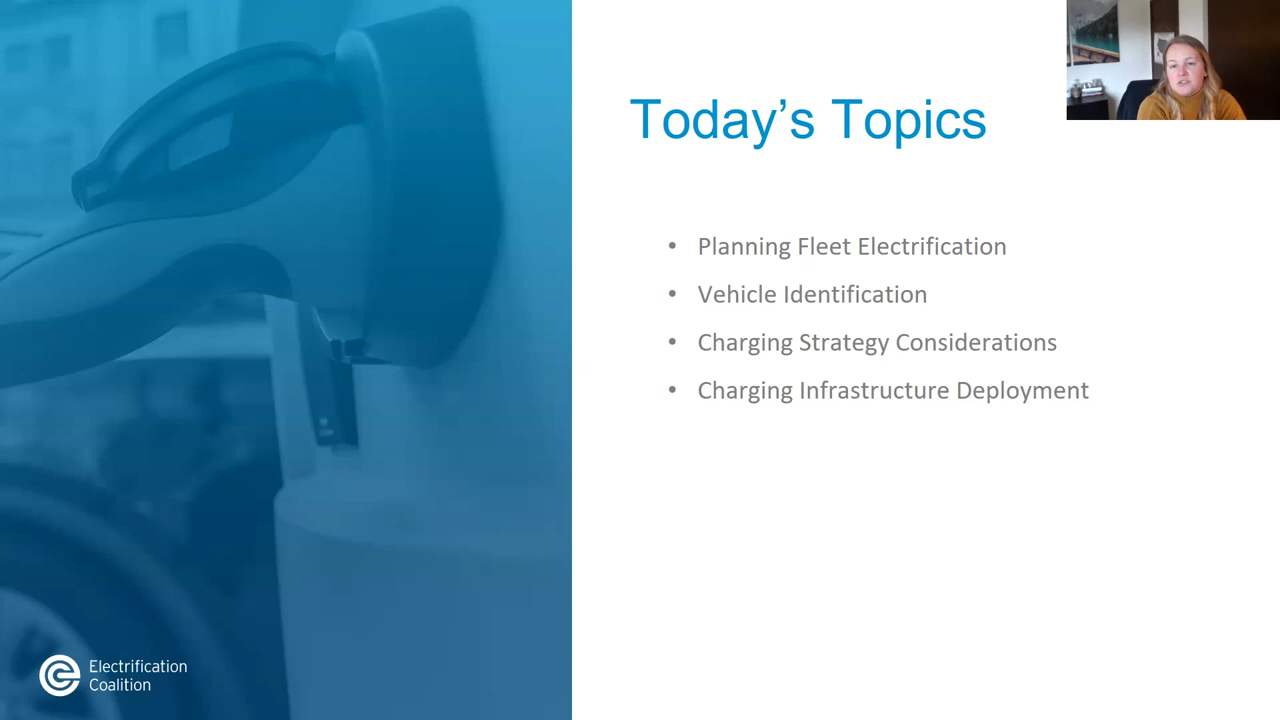 Today’s Topics
• Planning Fleet Electrification
• Vehicle Identification
• Charging Strategy Considerations
• Charging Infrastructure Deployment
Electrification
Coalition